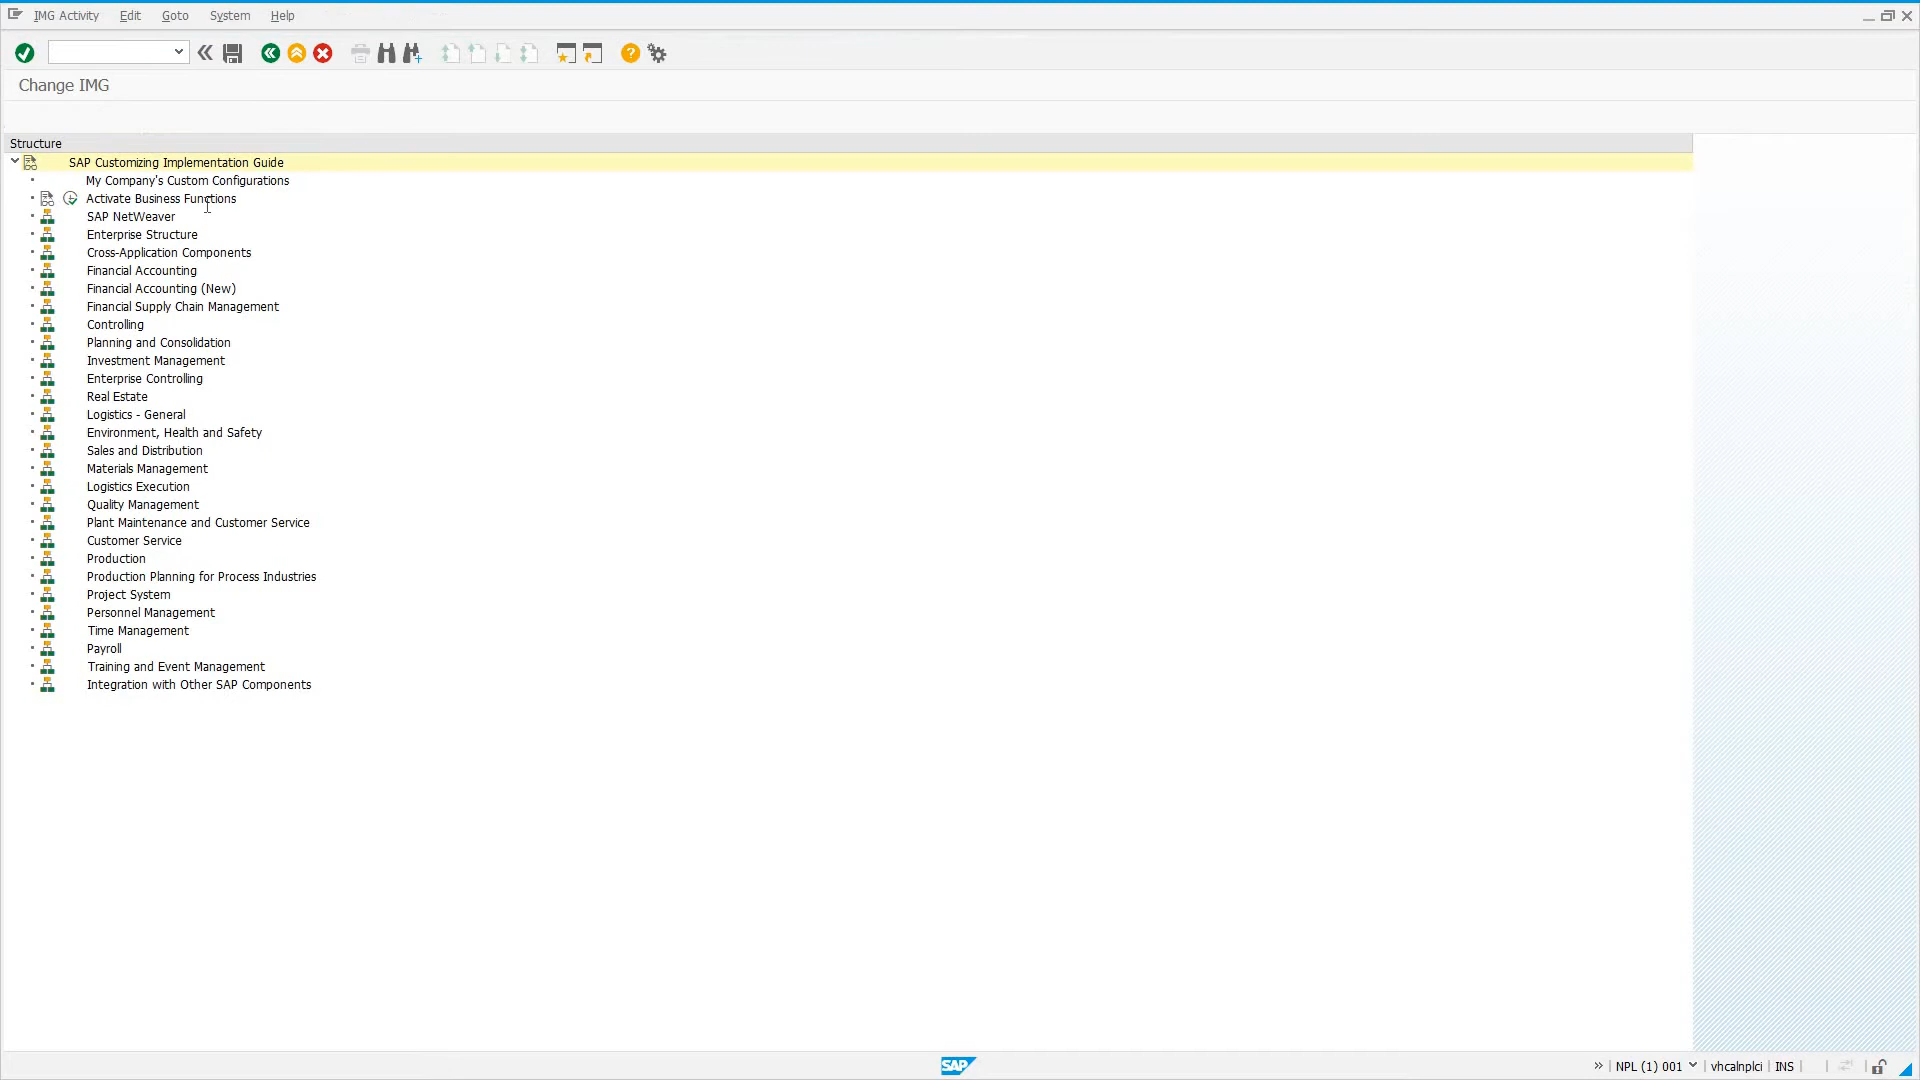 IMG Activity Edit Goto System Help
Change IMG
Structure
SAP Customizing Implementation Guide
My Company's Custom Configurations
Activate Business Functions
SAP NetWeaver
Enterprise Structure
Cross-Application Components
Financial Accounting
Financial Accounting (New)
Financial Supply Chain Management
Controlling
Planning and Consolidation
Investment Management
Enterprise Controlling
Real Estate
Logistics - General
Environment, Health and Safety
Sales and Distribution
Materials Management
Logistics Execution
Quality Management
Plant Maintenance and Customer Service
Customer Service
Production
Production Planning for Process Industries
Project System
Personnel Management
Time Management
Payroll
Training and Event Management
Integration with Other SAP Components
SAP NPL (1) 001 vhcalnplci INS